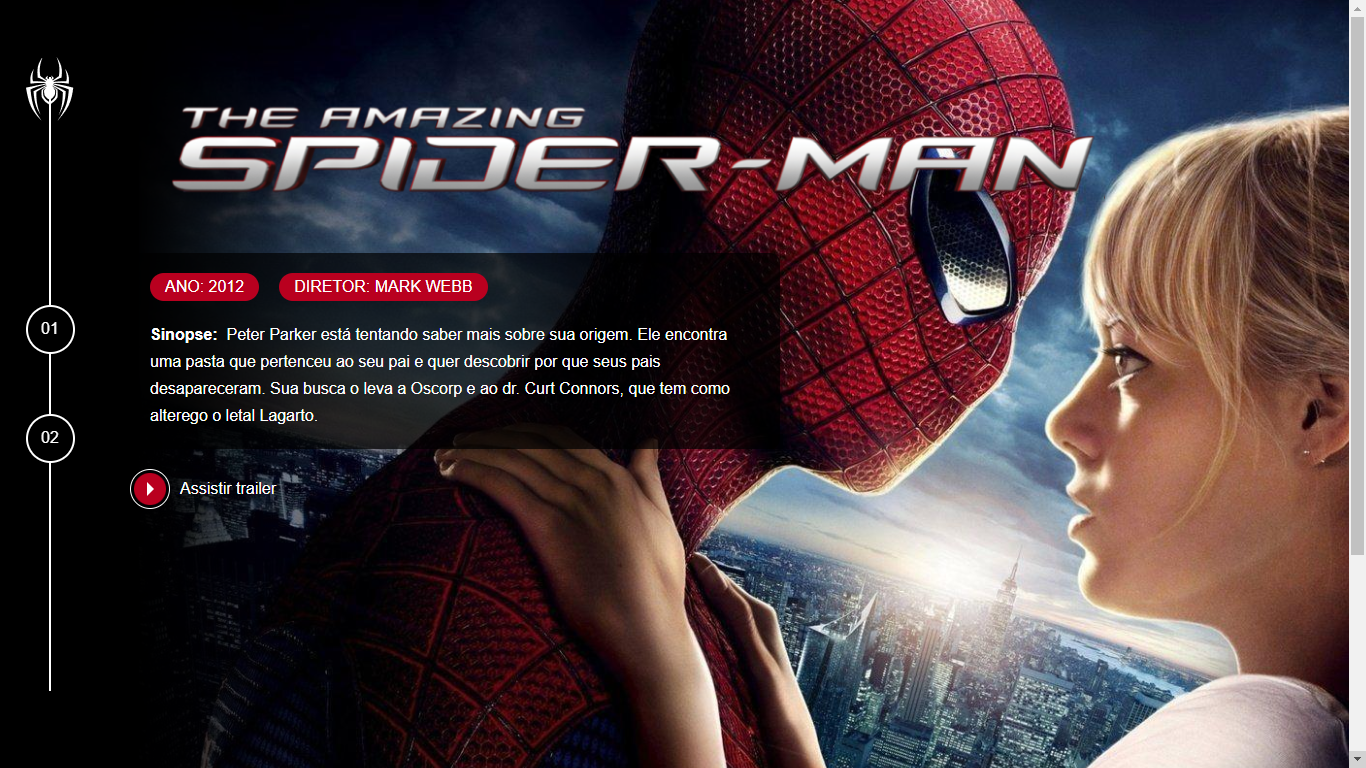 THE AMAZING
SPIDER-MAN
ANO: 2012
DIRETOR: MARK WEBB
Sinopse: Peter Parker está tentando saber mais sobre sua origem. Ele encontra
uma pasta que pertenceu ao seu pai e quer descobrir por que seus pais
desapareceram. Sua busca o leva a Oscorp e ao dr. Curt Connors, que tem como
alterego o letal Lagarto.
01
02
Assistir trailer